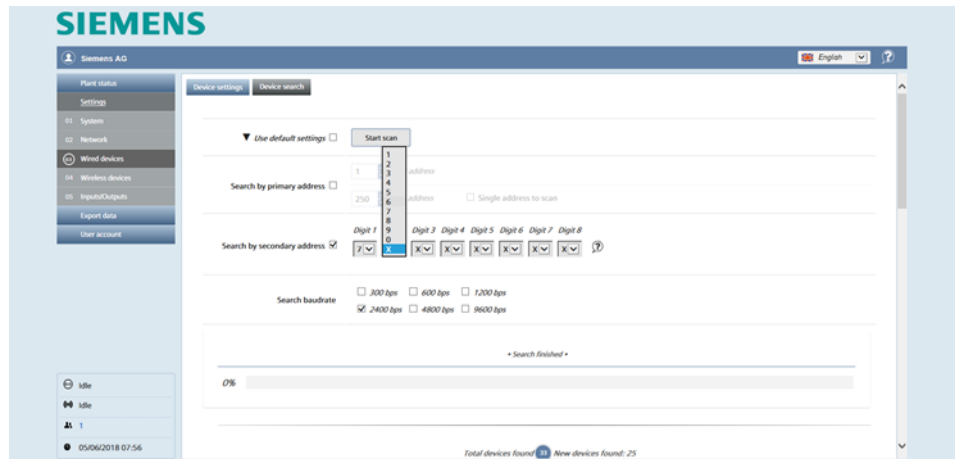 SIEMENS
Siemens AG
English
Plant status
Settings
01 System
02 Network
03 Wired devices
04 Wireless devices
05 Inputs/Outputs
Export data
User account
Device settings Device search
Use default settings Start scan
1
2
3
4
5
6
7
8
9
0
X
Search by primary address 1 address
250 address Single address to scan
Digit 1 Digit 3 Digit 4 Digit 5 Digit 6 Digit 7 Digit 8
Search by secondary address 7 X X X X X X
Search baudrate
300 bps 600 bps 1200 bps
2400 bps 4800 bps 9600 bps
• Search finished •
0%
Idle
Idle
1
05/06/2018 07:56
Total devices found 33 New devices found: 25